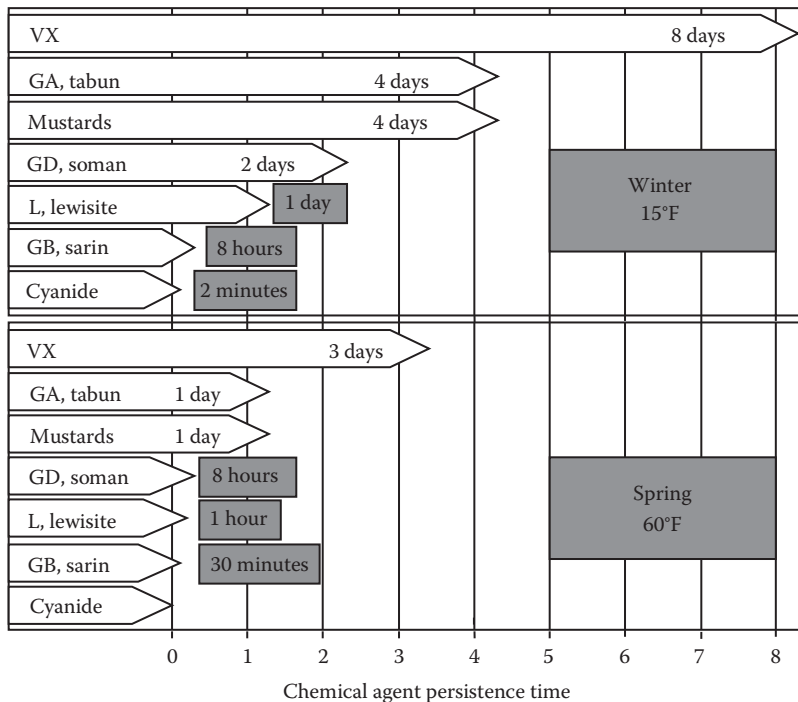 VX 8 days
GA, tabun 4 days
Mustards 4 days
GD, soman 2 days
L, lewisite 1 day
GB, sarin 8 hours
Cyanide 2 minutes
Winter
15°F
VX 3 days
GA, tabun 1 day
Mustards 1 day
GD, soman 8 hours
L, lewisite 1 hour
GB, sarin 30 minutes
Cyanide
Spring
60°F
0 1 2 3 4 5 6 7 8
Chemical agent persistence time